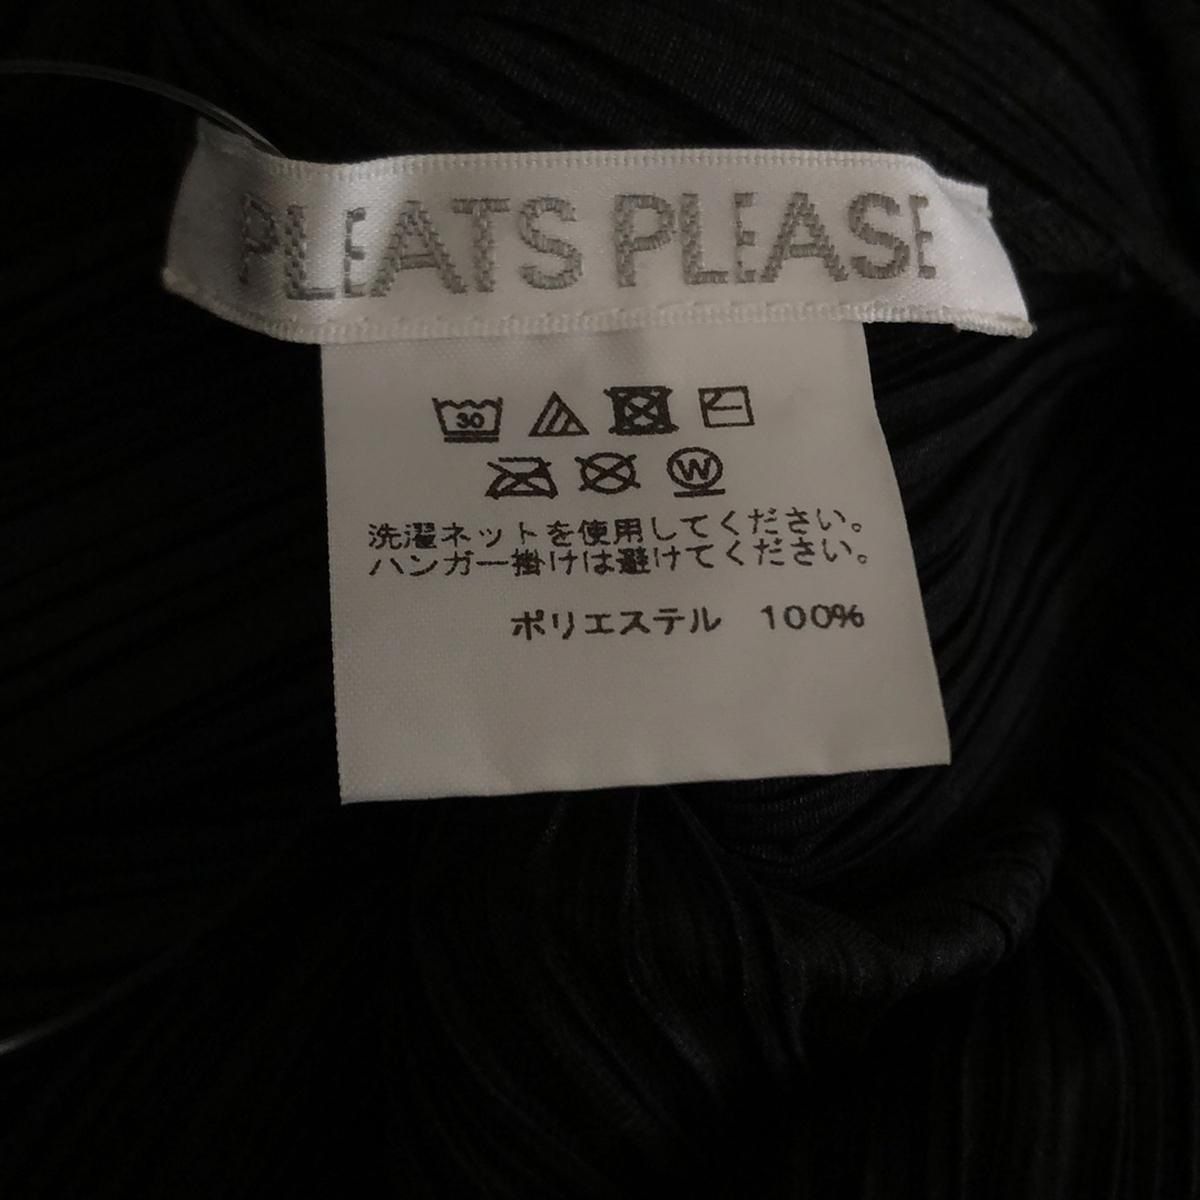 PLEATS PLEASE
30
W
洗濯ネットを使用してください。
ハンガー掛けは避けてください。
ポリエステル 100%